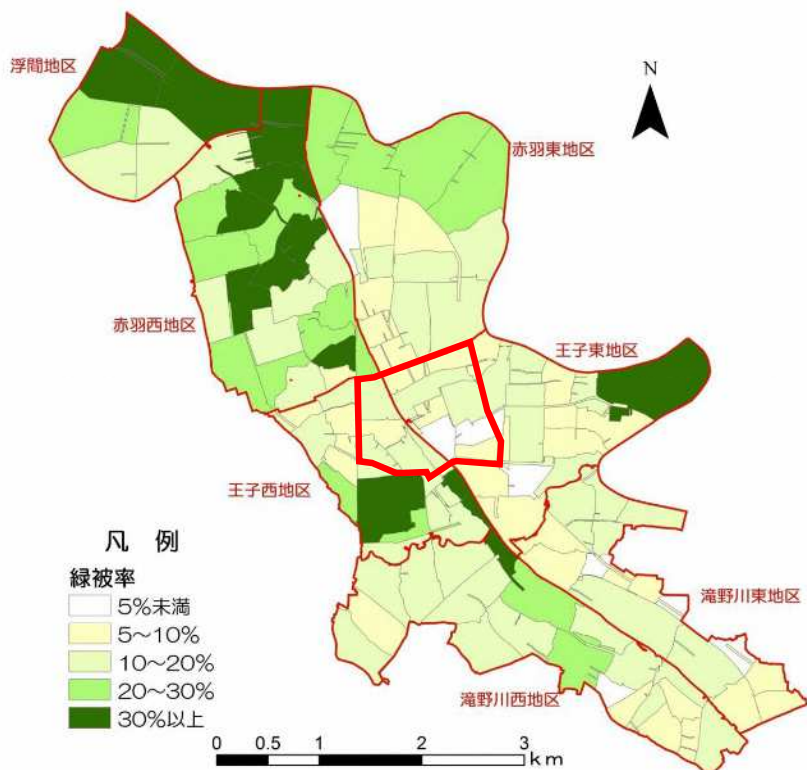 浮間地区
N
赤羽東地区
赤羽西地区
王子東地区
王子西地区
凡 例
緑被率
5%未満
5~10%
10~20%
20~30%
30%以上
滝野川東地区
滝野川西地区
0 0.5 1 2 3
km